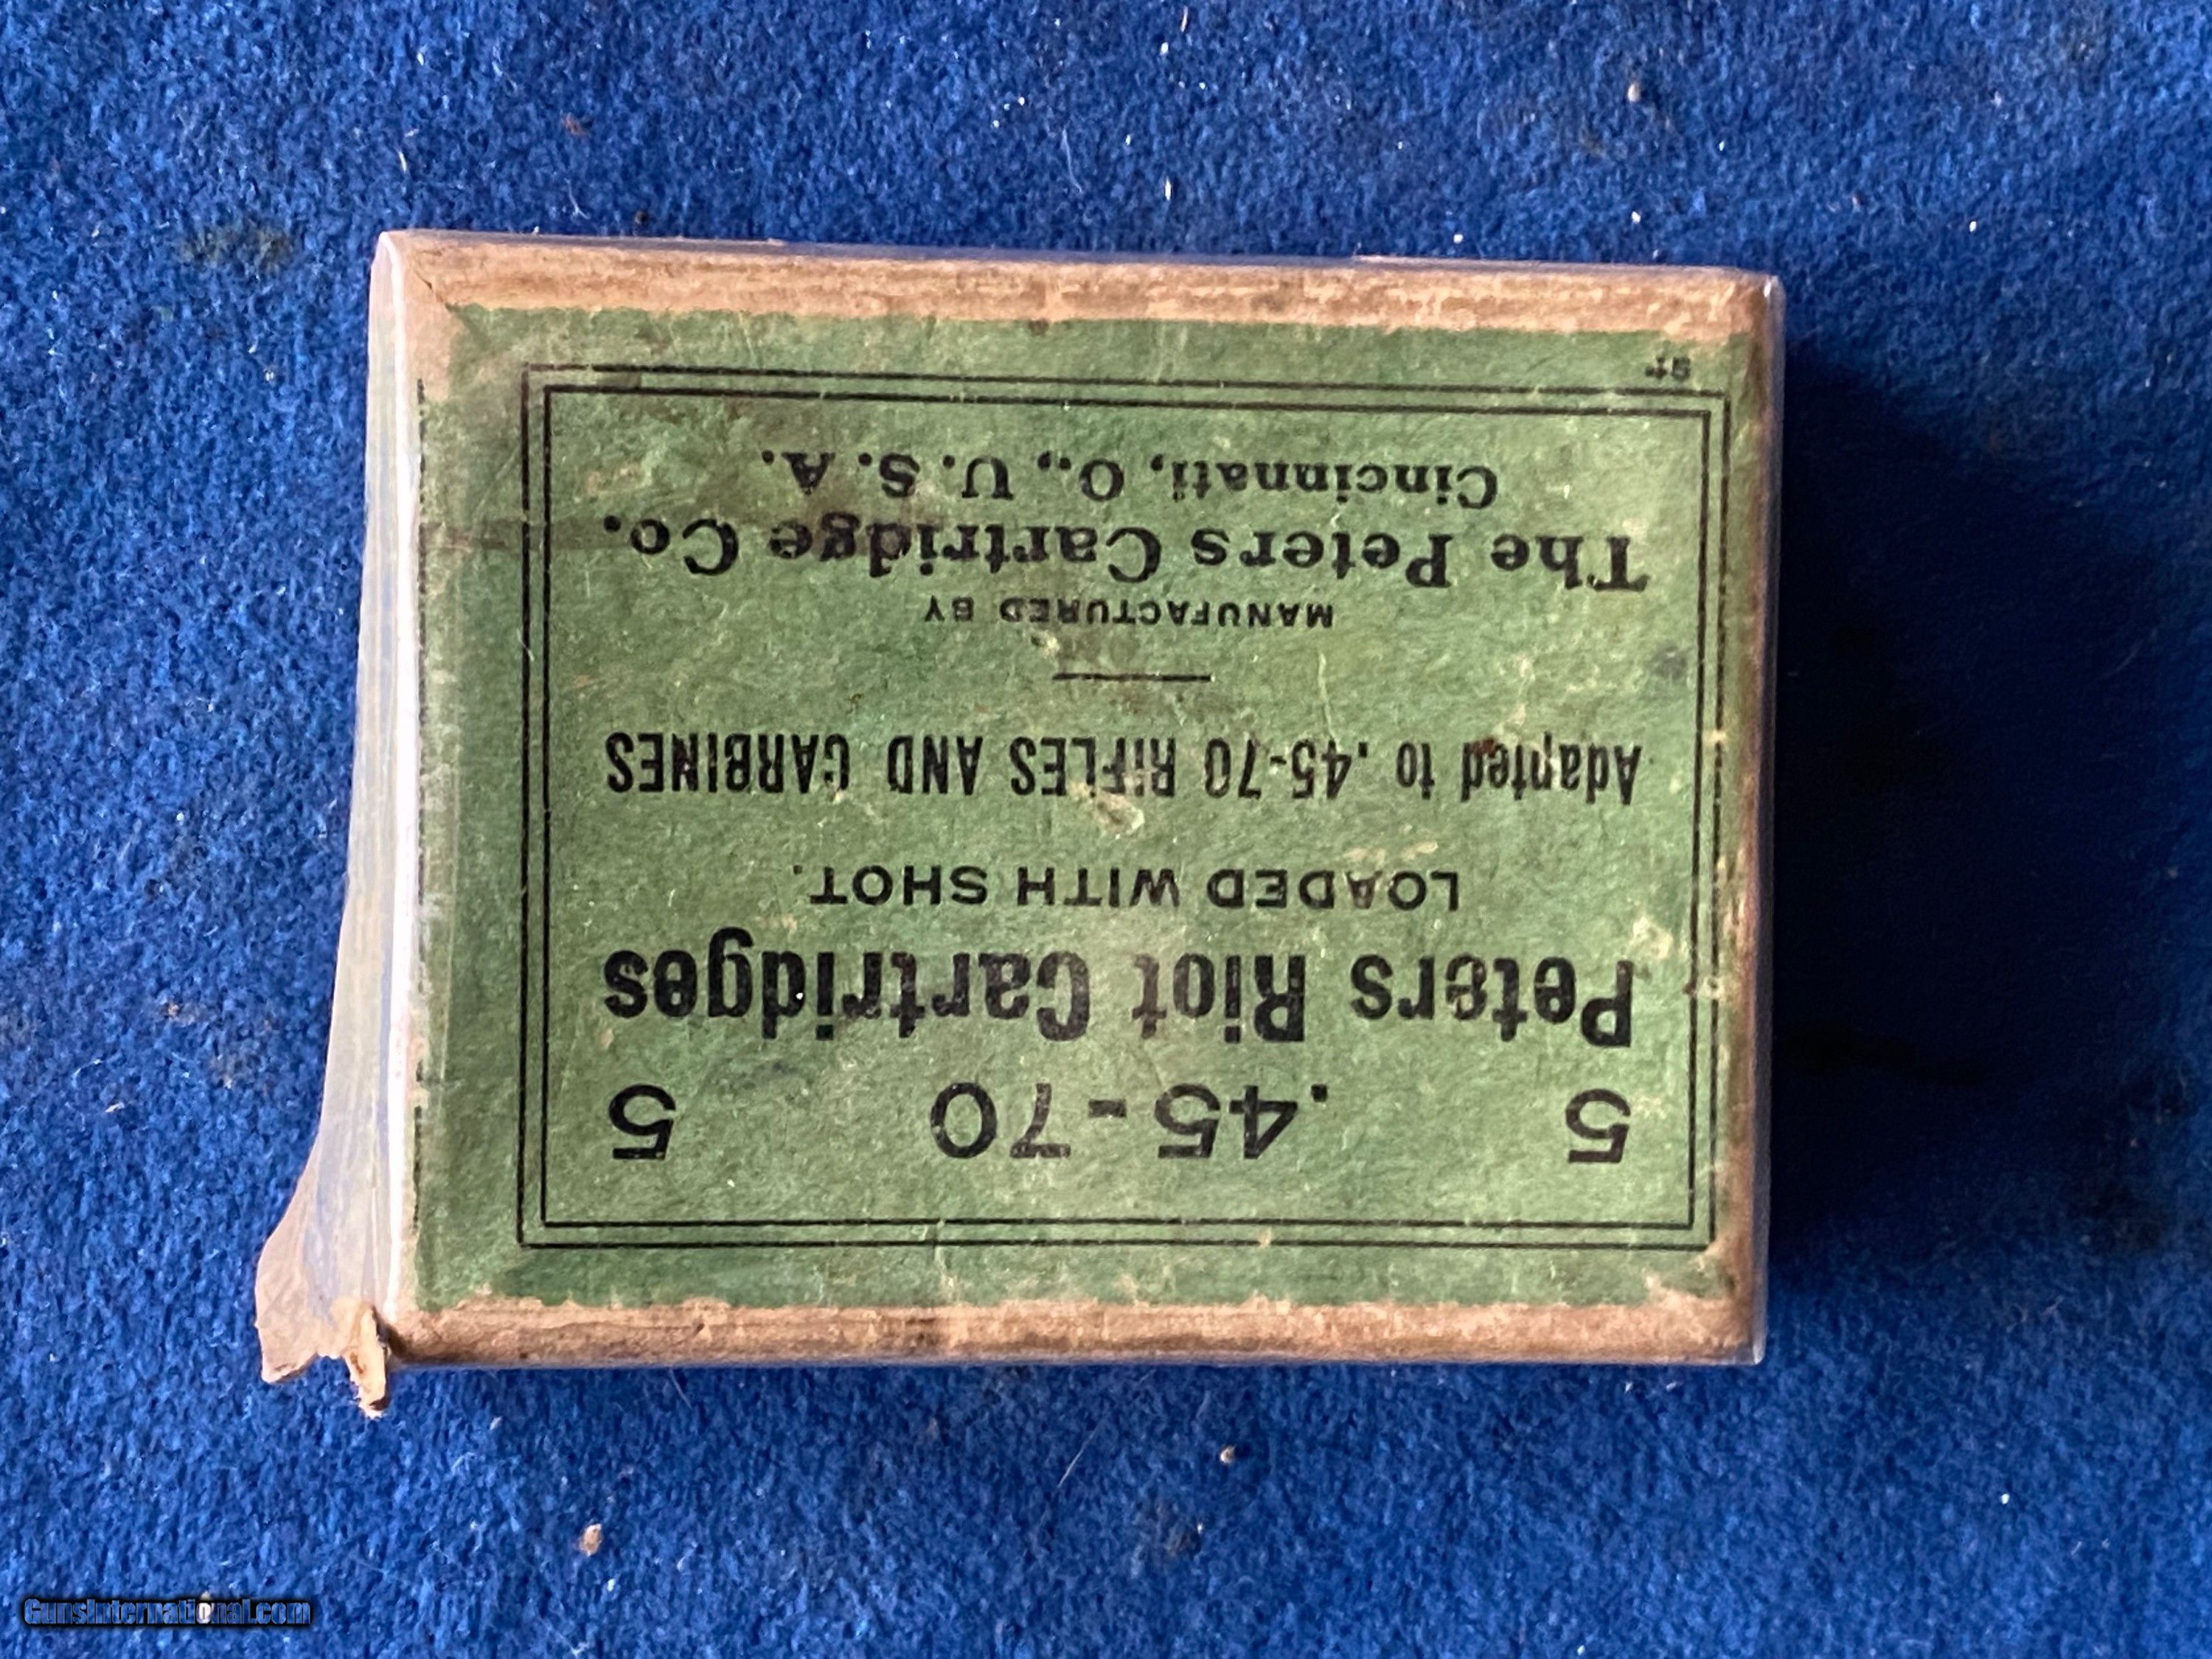 5 .45-70 5
Peters Riot Cartridges
LOADED WITH SHOT.
Adapted to .45-70 RIFLES AND CARBINES
MANUFACTURED BY
The Peters Cartridge Co.
Cincinnati, O., U. S. A.
GunsInternational.com